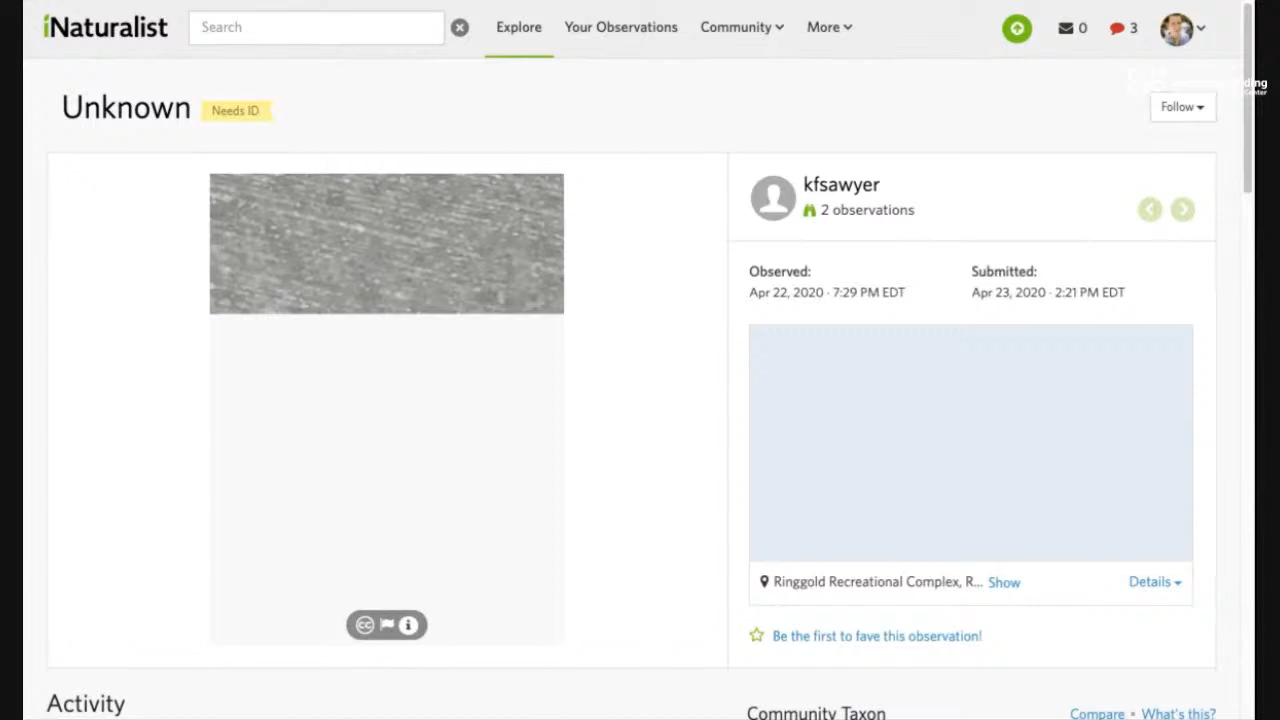 iNaturalist Search Explore Your Observations Community More 0 3
Unknown Needs ID
Follow
kfsawyer
2 observations
Observed: Submitted:
Apr 22, 2020 · 7:29 PM EDT Apr 23, 2020 · 2:21 PM EDT
Ringgold Recreational Complex, R... Show Details
Be the first to fave this observation!
Activity
Community Taxon Compare • What's this?